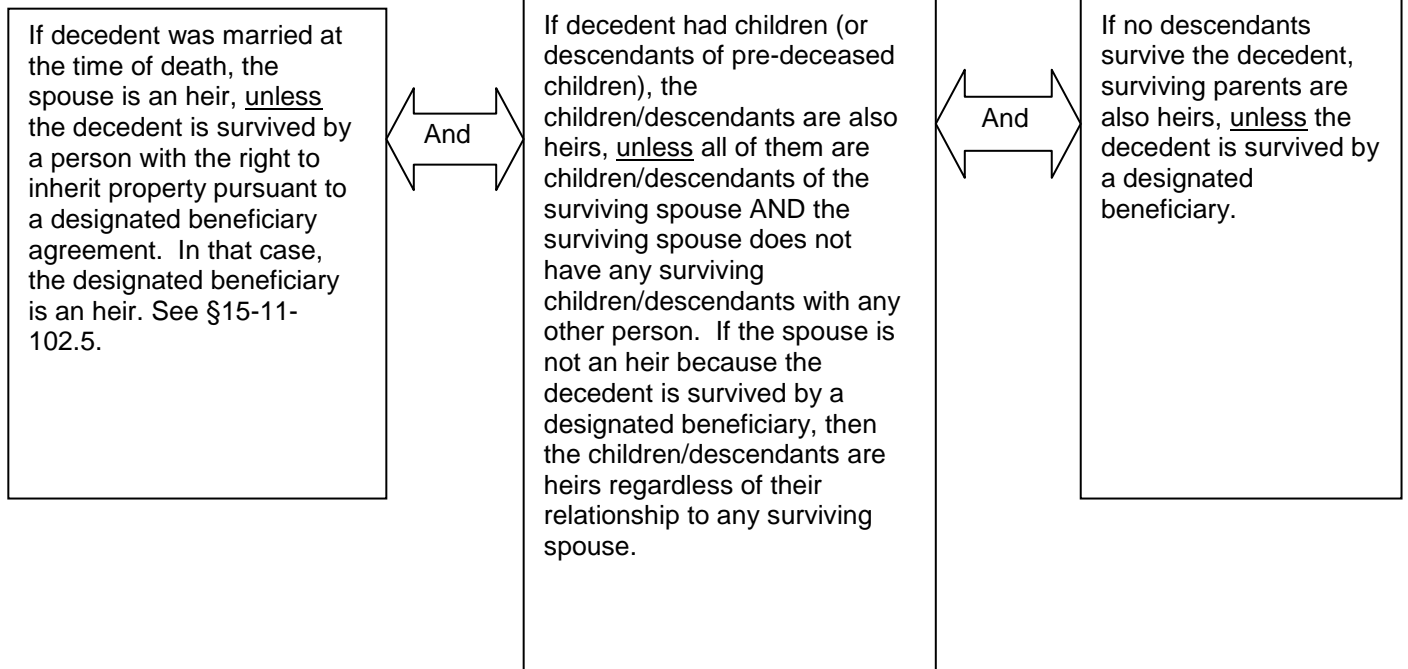 If decedent was married at
the time of death, the
spouse is an heir, unless
the decedent is survived by
a person with the right to
inherit property pursuant to
a designated beneficiary
agreement.  In that case,
the designated beneficiary
is an heir. See §15-11-
102.5.
And
If decedent had children (or
descendants of pre-deceased
children), the
children/descendants are also
heirs, unless all of them are
children/descendants of the
surviving spouse AND the
surviving spouse does not
have any surviving
children/descendants with any
other person.  If the spouse is
not an heir because the
decedent is survived by a
designated beneficiary, then
the children/descendants are
heirs regardless of their
relationship to any surviving
spouse.
And
If no descendants
survive the decedent,
surviving parents are
also heirs, unless the
decedent is survived by
a designated
beneficiary.